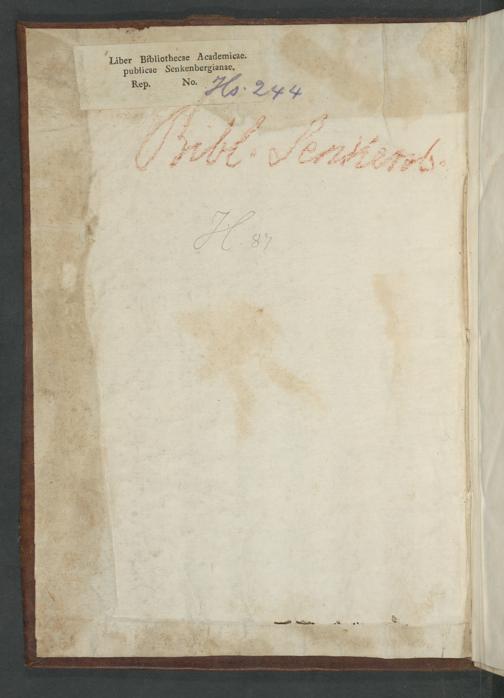 Liber Bibliothecae Academicae.
publicae Senkenbergianae.
Rep. No. Hs. 244
Bibl. Senkenb.
H. 87